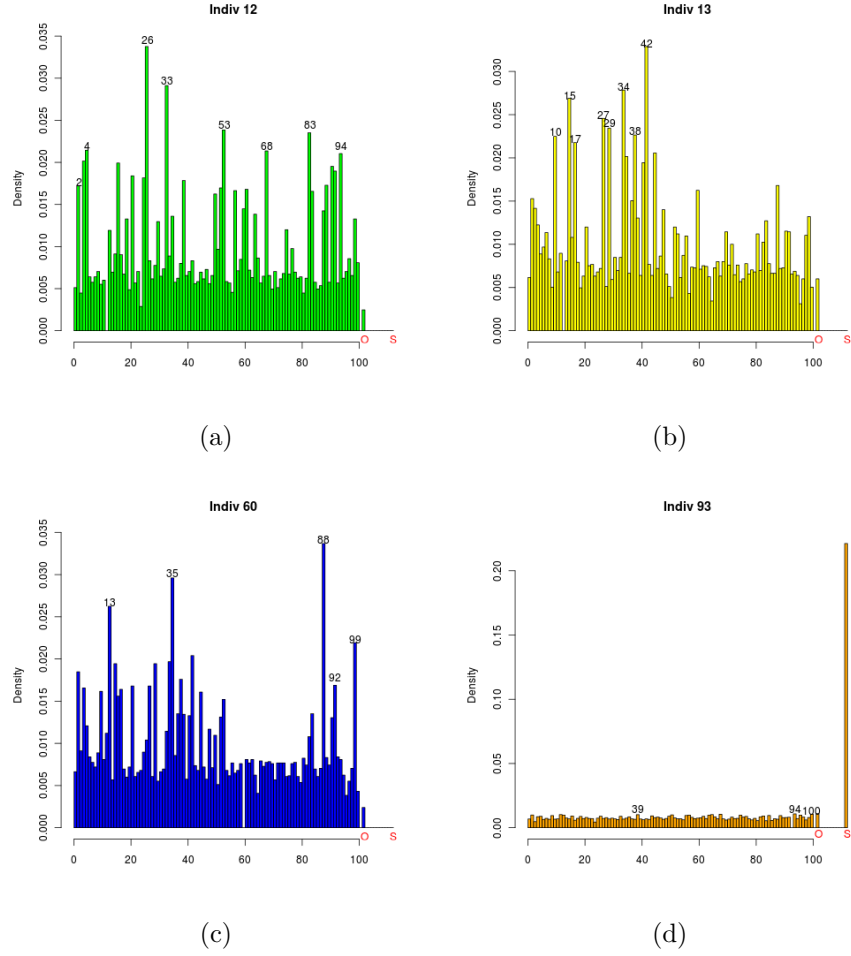 Indiv 12
Density
0.000 0.005 0.010 0.015 0.020 0.025 0.030 0.035
2 4 26 33 53 68 83 94
0 20 40 60 80 100
O S
(a)
Indiv 13
Density
0.000 0.005 0.010 0.015 0.020 0.025 0.030
10 15 17 27 29 34 38 42
0 20 40 60 80 100
O S
(b)
Indiv 60
Density
0.000 0.005 0.010 0.015 0.020 0.025 0.030 0.035
13 35 88 92 99
0 20 40 60 80 100
O S
(c)
Indiv 93
Density
0.00 0.05 0.10 0.15 0.20
39 94 100
0 20 40 60 80 100
O S
(d)